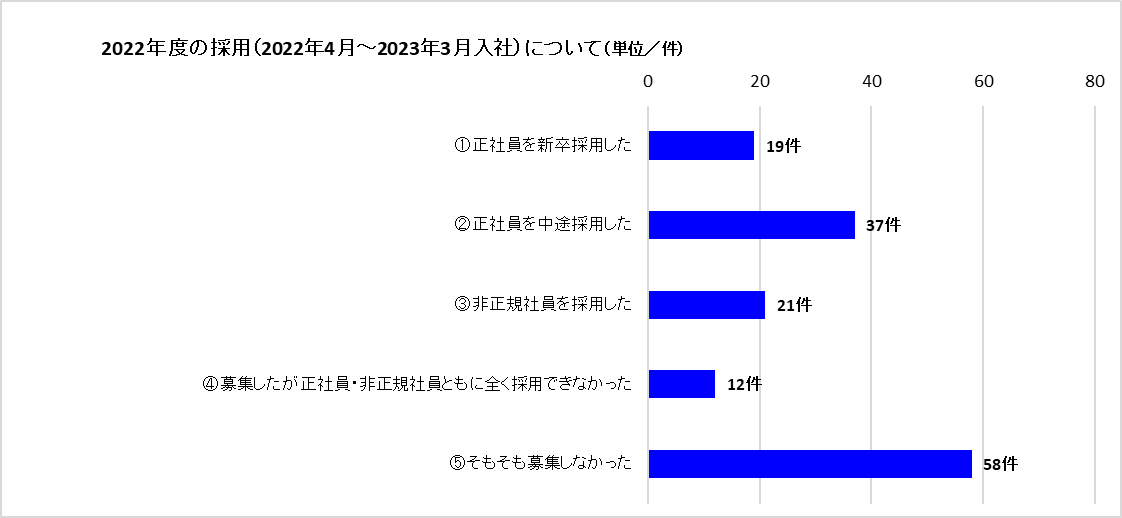 2022年度の採用(2022年4月～2023年3月入社)について(単位／件)
0 20 40 60 80
①正社員を新卒採用した 19件
②正社員を中途採用した 37件
③非正規社員を採用した 21件
④募集したが正社員・非正規社員ともに全く採用できなかった 12件
⑤そもそも募集しなかった 58件